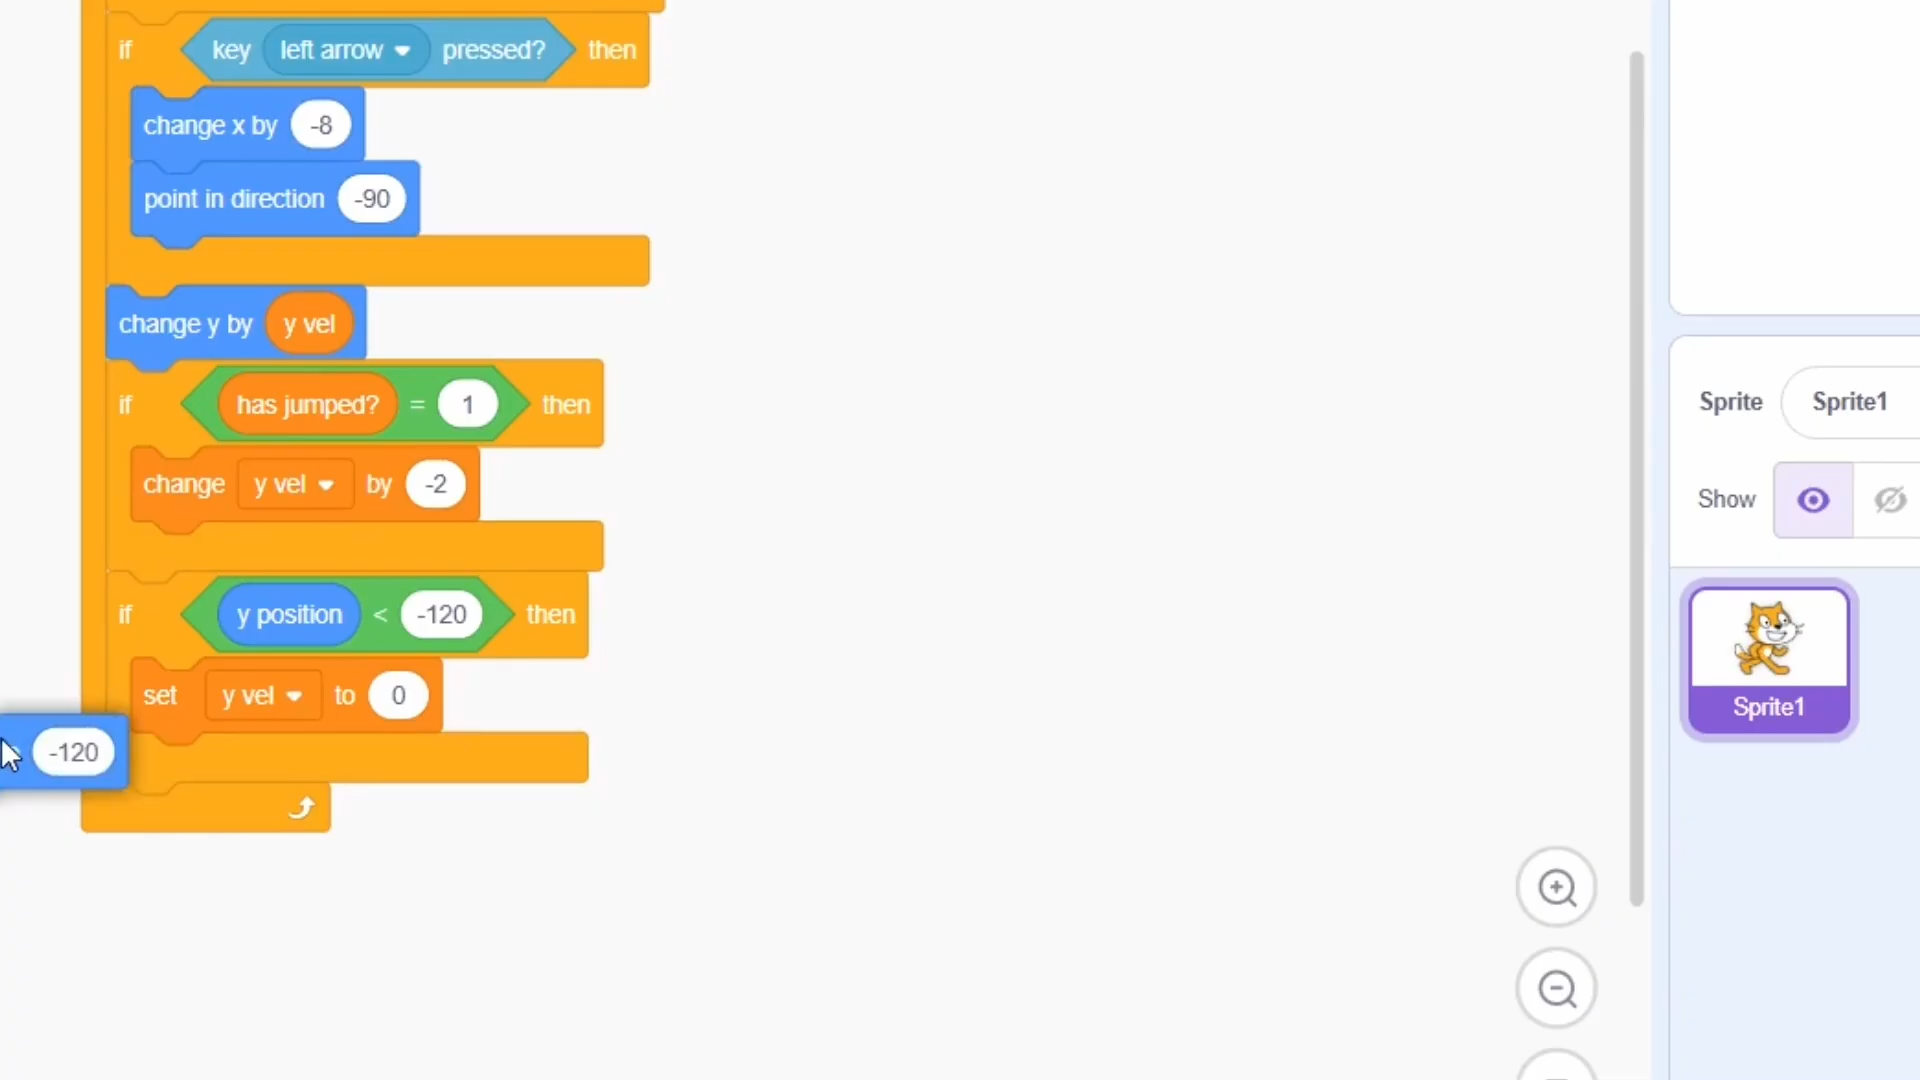 if key left arrow pressed? then
change x by -8
point in direction -90
change y by y vel
if has jumped? = 1 then
change y vel by -2
if y position < -120 then
set y vel to 0
-120
Sprite Sprite1
Show
Sprite1